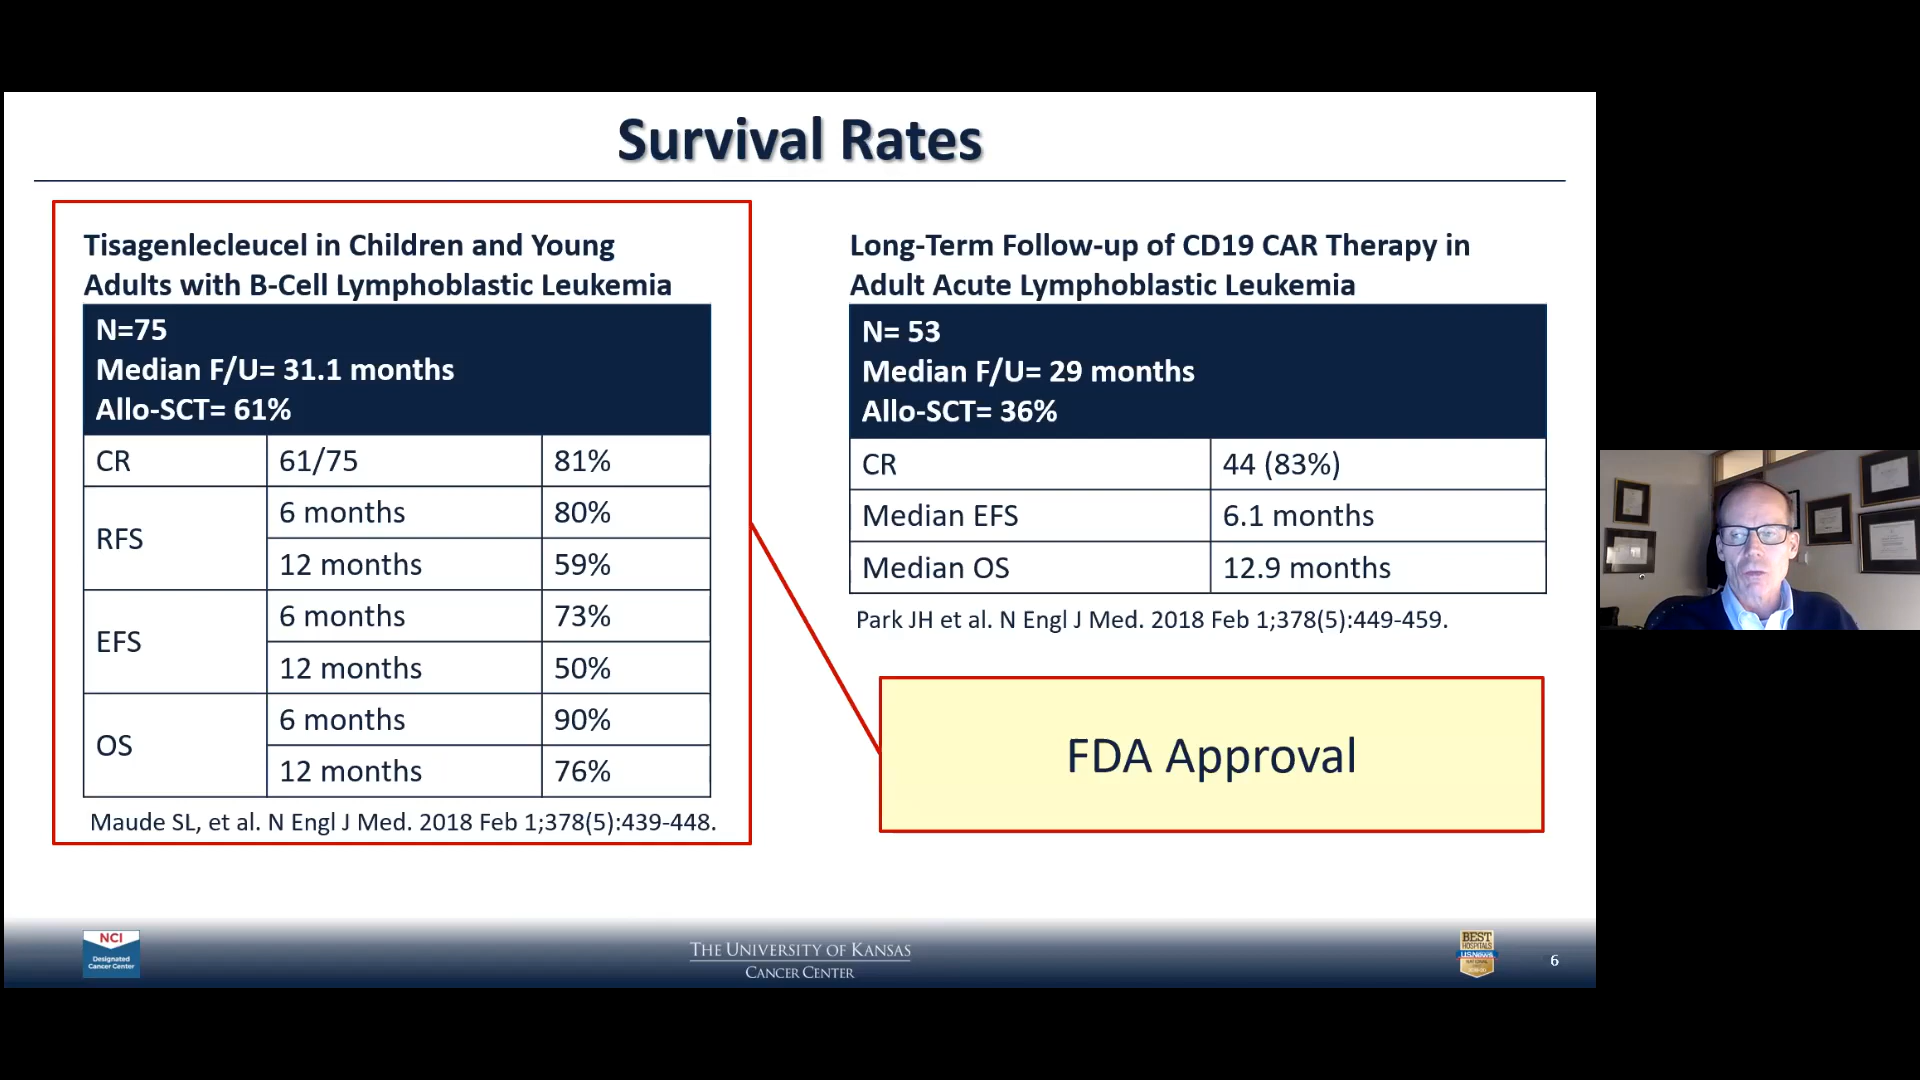 Survival Rates
Tisagenlecleucel in Children and Young
Adults with B-Cell Lymphoblastic Leukemia
N=75
Median F/U= 31.1 months
Allo-SCT= 61%
CR 61/75 81%
RFS 6 months 80%
12 months 59%
EFS 6 months 73%
12 months 50%
OS 6 months 90%
12 months 76%
Maude SL, et al. N Engl J Med. 2018 Feb 1;378(5):439-448.
Long-Term Follow-up of CD19 CAR Therapy in
Adult Acute Lymphoblastic Leukemia
N= 53
Median F/U= 29 months
Allo-SCT= 36%
CR 44 (83%)
Median EFS 6.1 months
Median OS 12.9 months
Park JH et al. N Engl J Med. 2018 Feb 1;378(5):449-459.
FDA Approval
NCI
Designated
Cancer Center
THE UNIVERSITY OF KANSAS
CANCER CENTER
BEST
HOSPITALS
U.S.News
NATIONAL
6